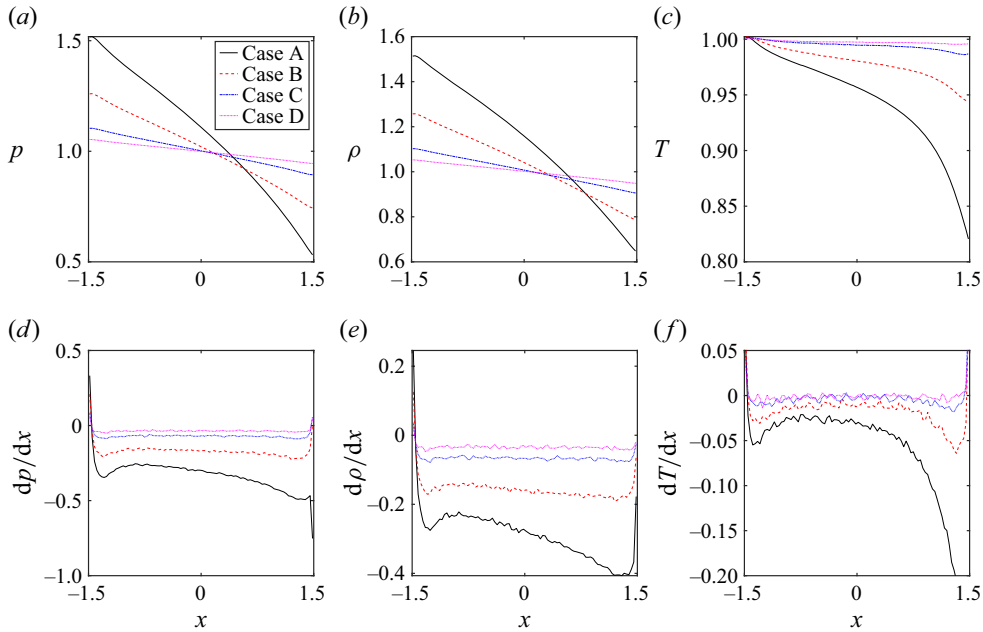 (a)
(b)
(c)
1.5
1.0
0.5
p
Case A
Case B
Case C
Case D
–1.5
0
1.5
1.6
1.4
1.2
1.0
0.8
0.6
ρ
–1.5
0
1.5
1.00
0.95
0.90
0.85
0.80
T
–1.5
0
1.5
(d)
(e)
(f)
0.5
0
–0.5
–1.0
dp/dx
–1.5
0
1.5
x
0.2
0
–0.2
–0.4
dρ/dx
–1.5
0
1.5
x
0.05
0
–0.05
–0.10
–0.15
–0.20
dT/dx
–1.5
0
1.5
x